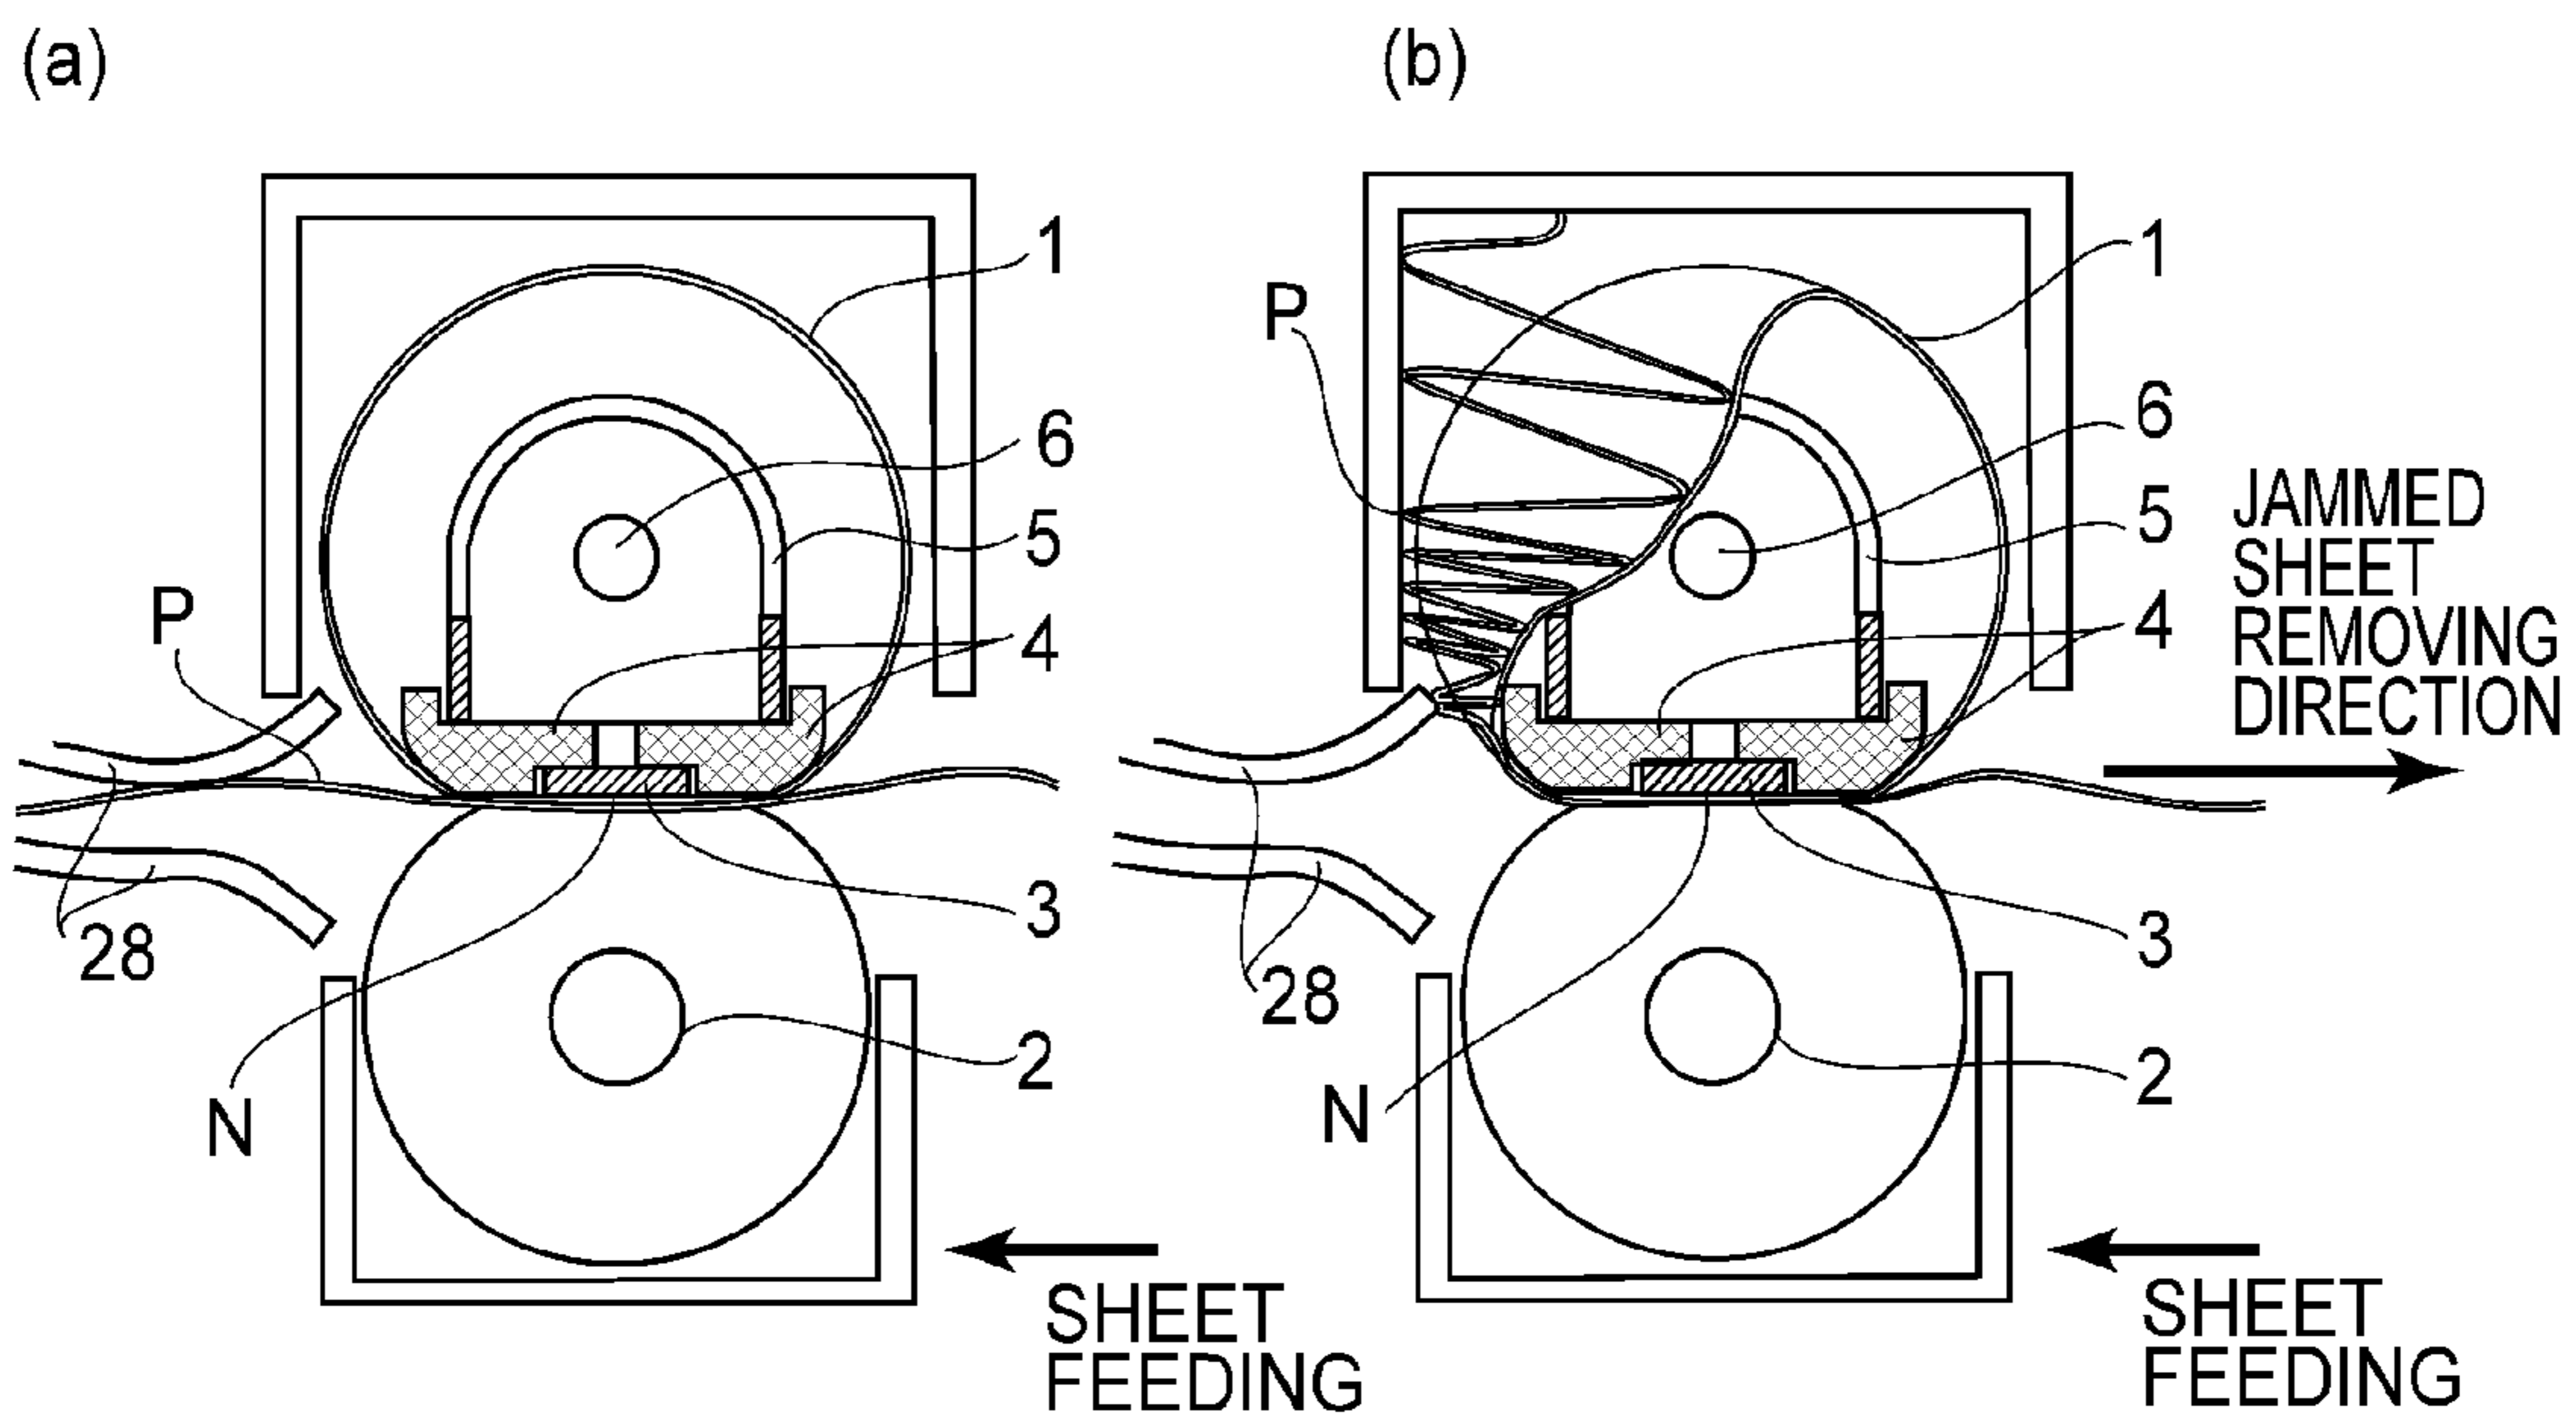 (a)
(b)
1
6
5
4
P
28
3
2
N
SHEET
FEEDING
1
P
6
5
4
JAMMED
SHEET
REMOVING
DIRECTION
28
3
2
N
SHEET
FEEDING